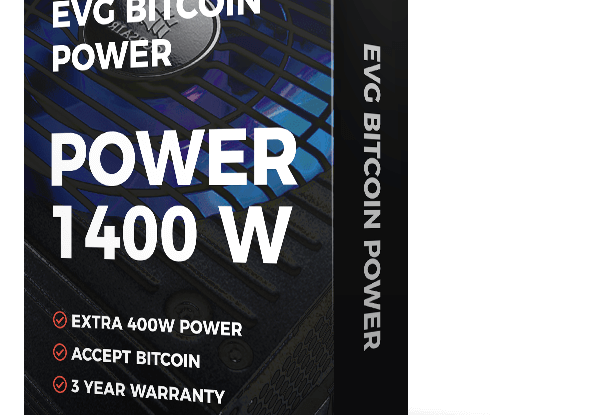 EVG BITCOIN
POWER
POWER
1400 W
EXTRA 400W POWER
ACCEPT BITCOIN
3 YEAR WARRANTY
EVG BITCOIN POWER